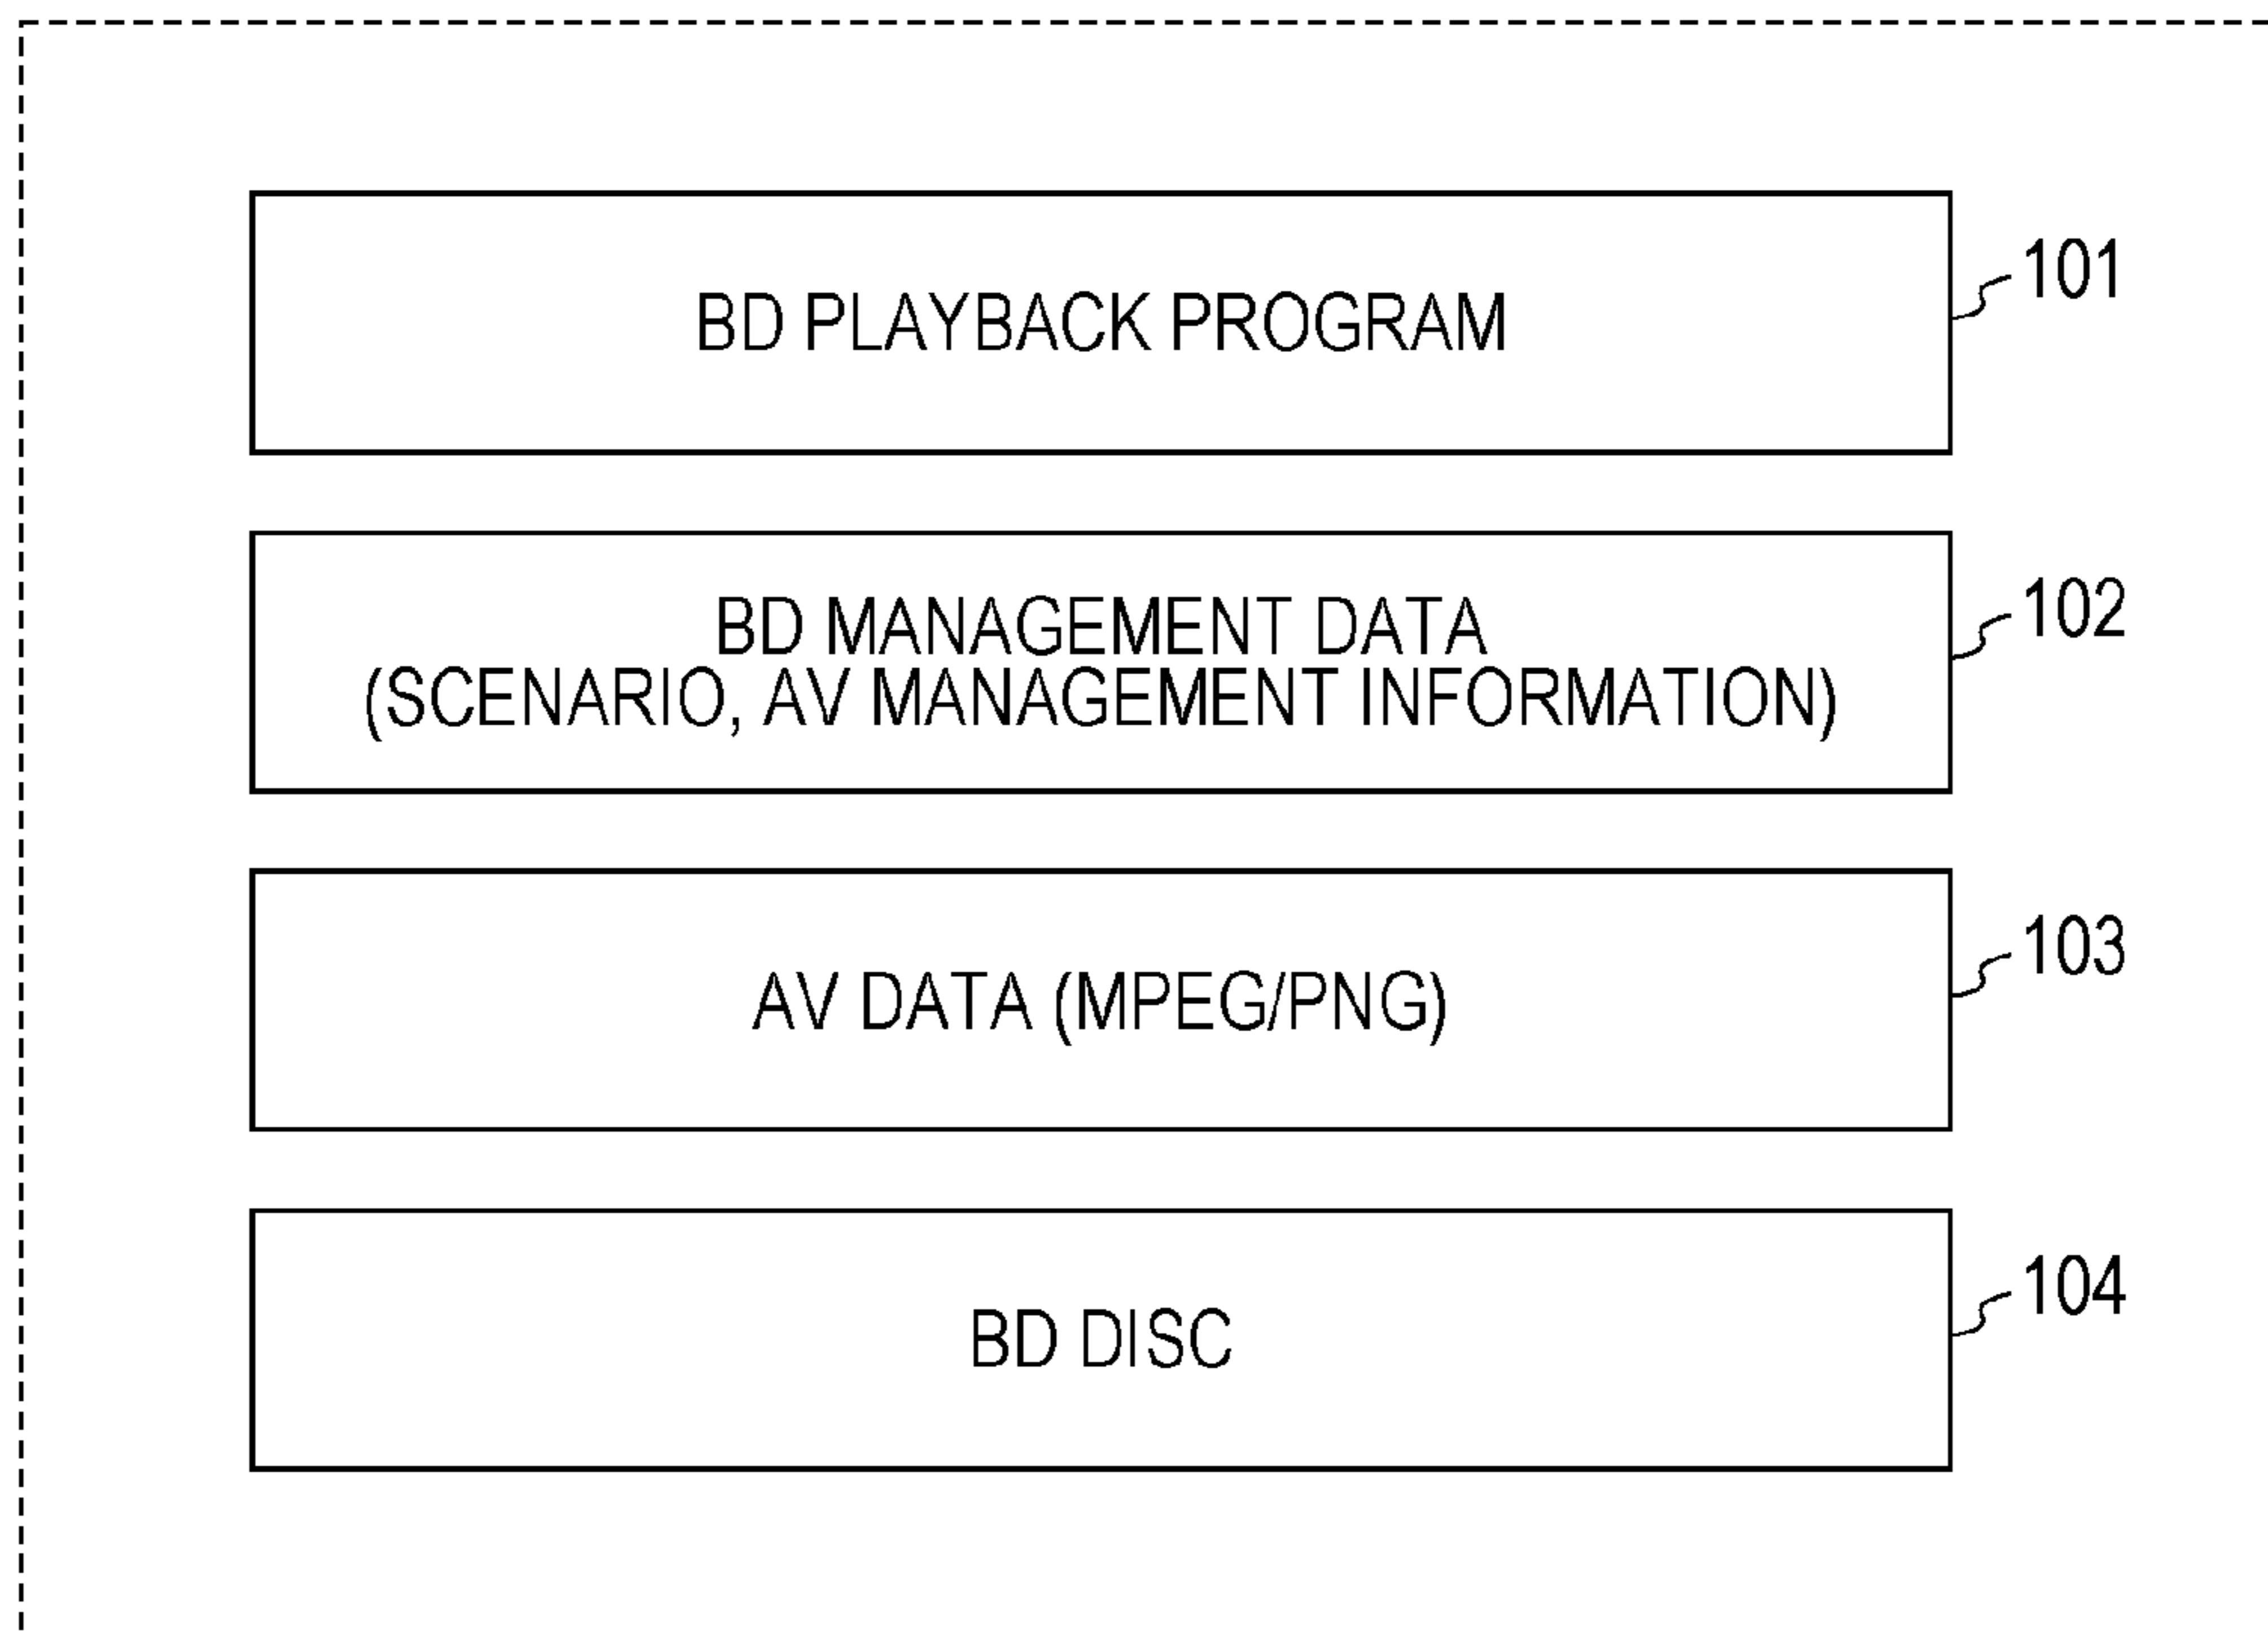 BD PLAYBACK PROGRAM
101
BD MANAGEMENT DATA
(SCENARIO, AV MANAGEMENT INFORMATION)
102
AV DATA (MPEG/PNG)
103
BD DISC
104